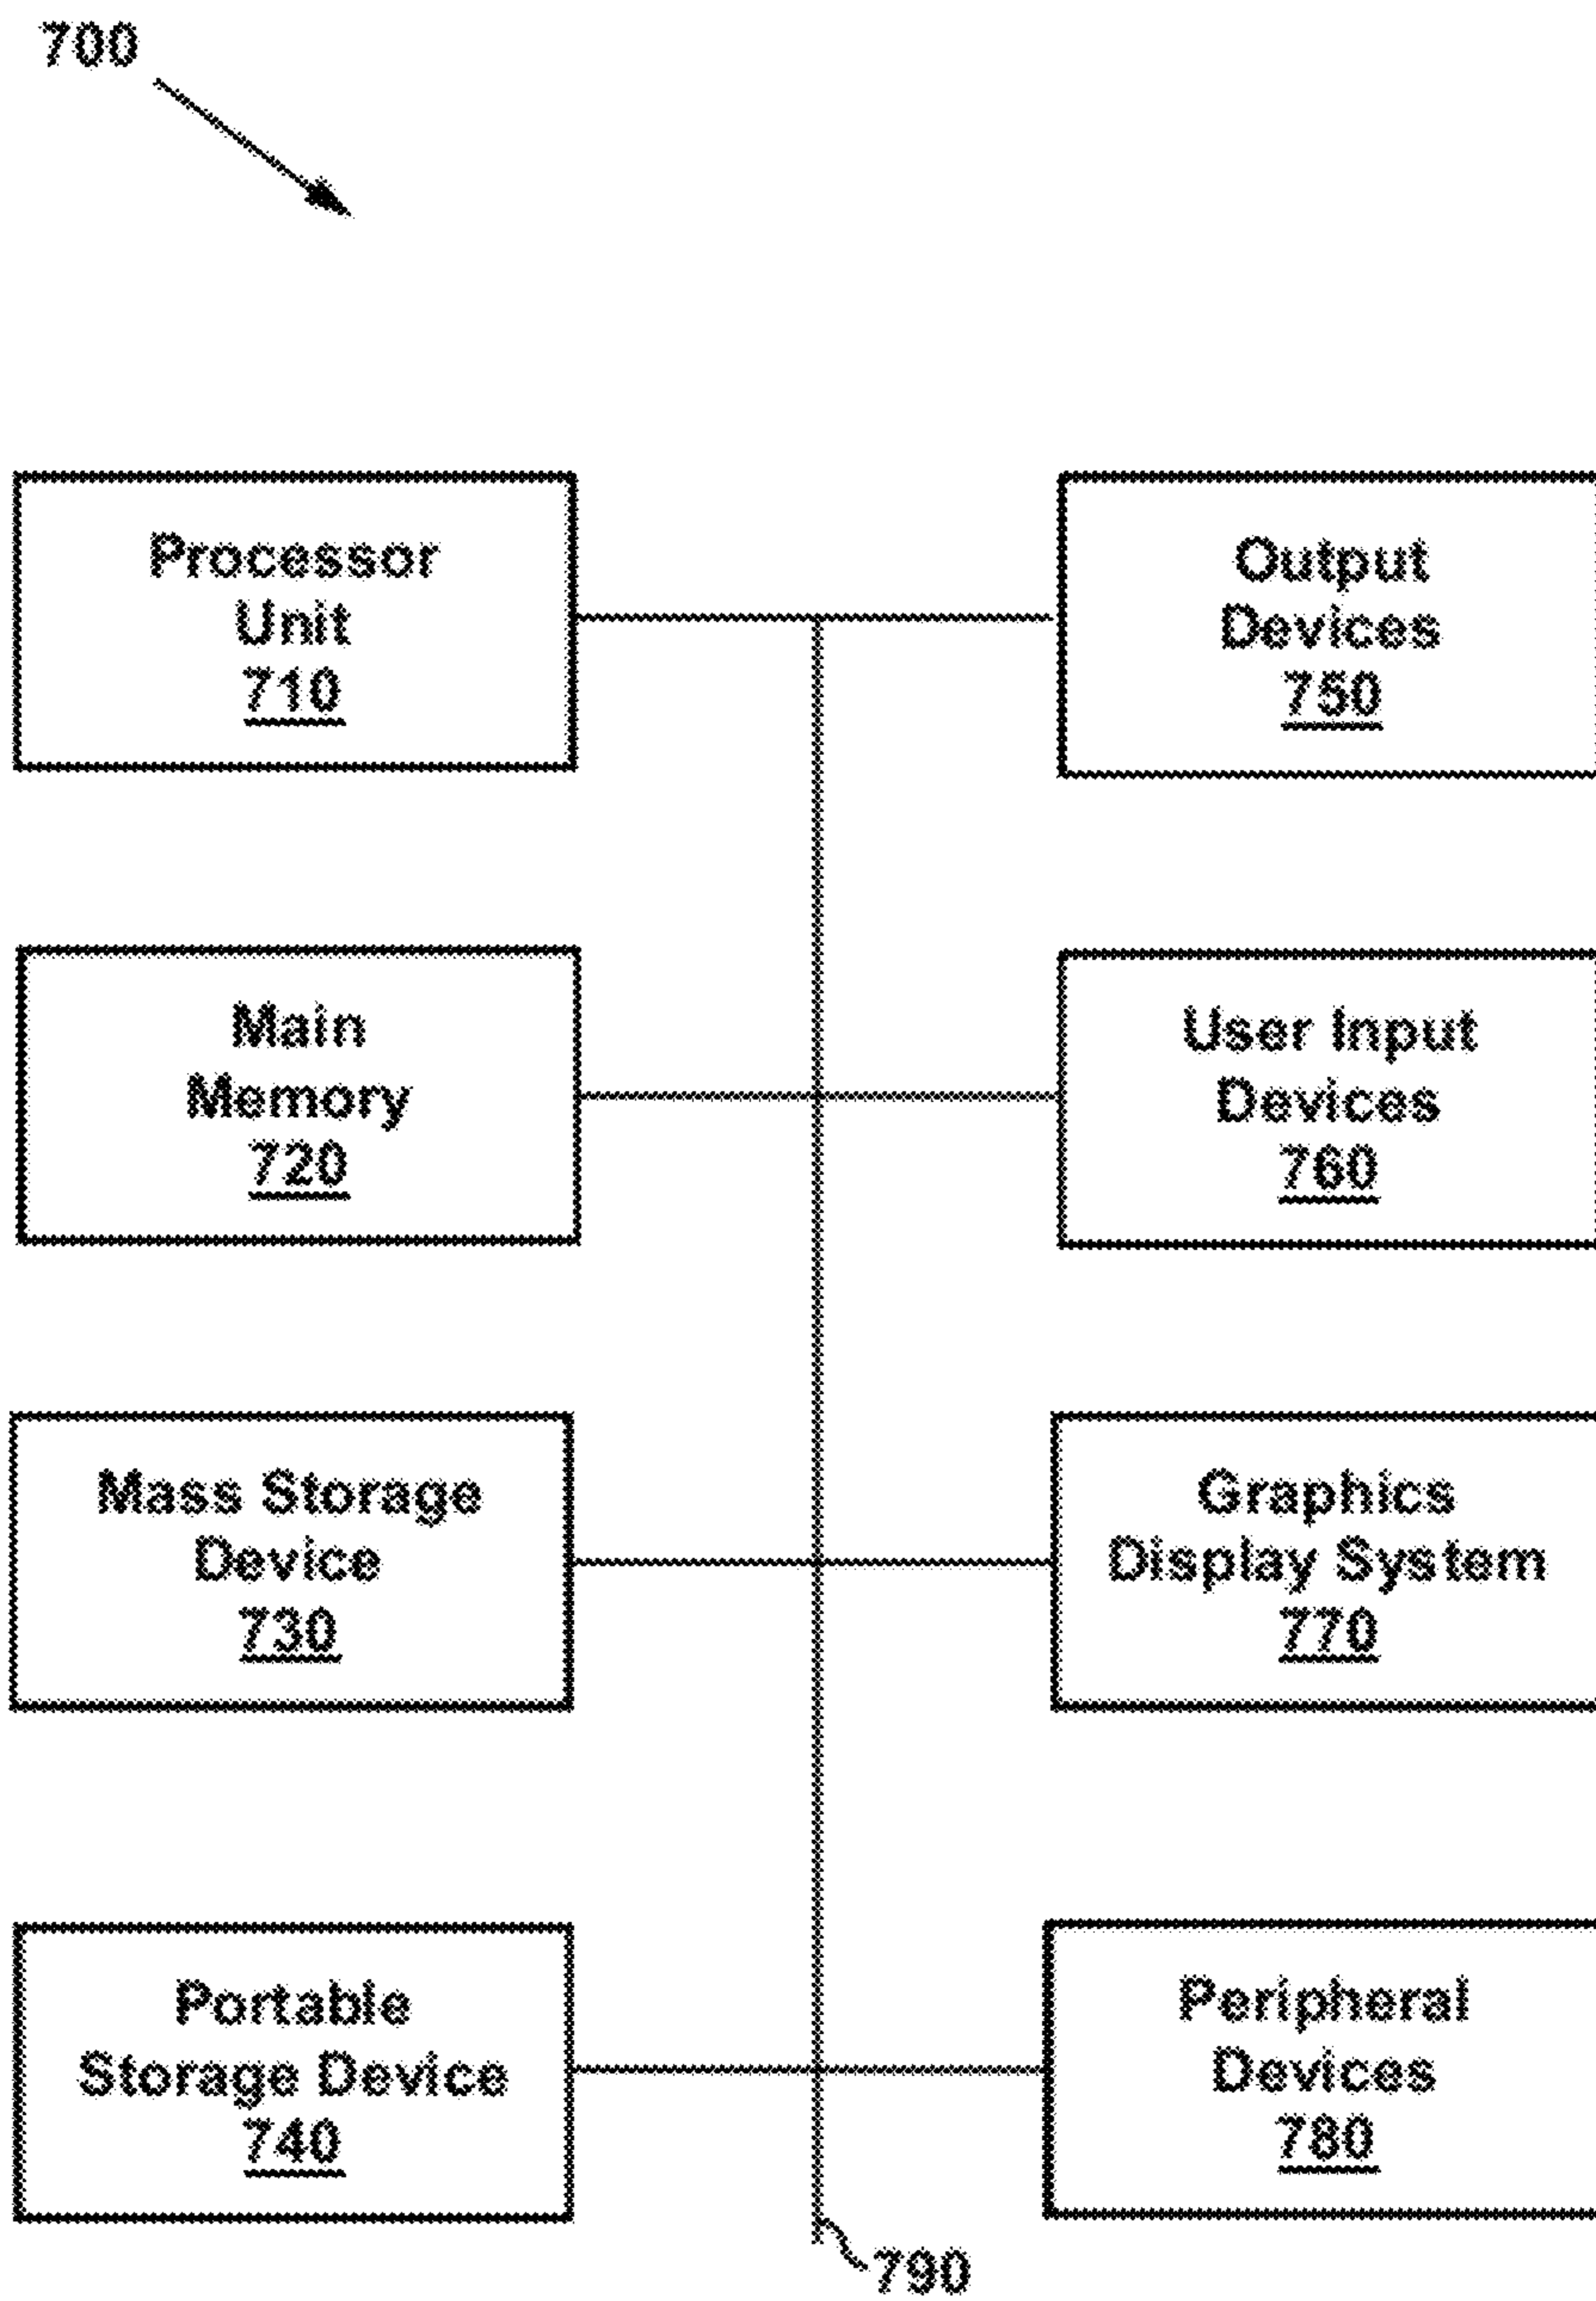 700
Processor
Unit
710
Output
Devices
750
Main
Memory
720
User Input
Devices
760
Mass Storage
Device
730
Graphics
Display System
770
Portable
Storage Device
740
Peripheral
Devices
780
790